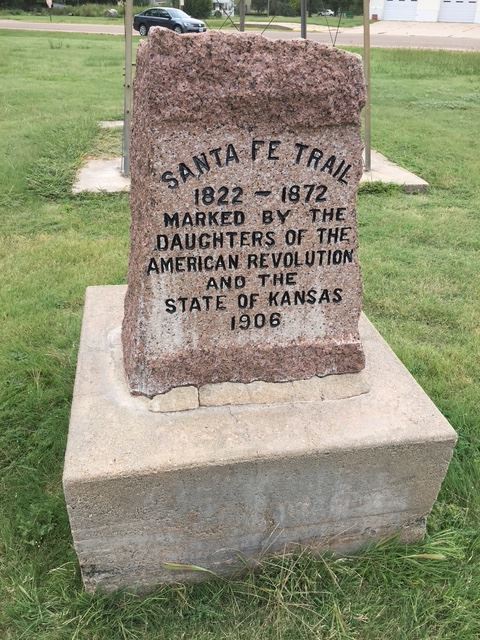 SANTA FE TRAIL
1822 - 1872
MARKED BY THE
DAUGHTERS OF THE
AMERICAN REVOLUTION
AND THE
STATE OF KANSAS
1906